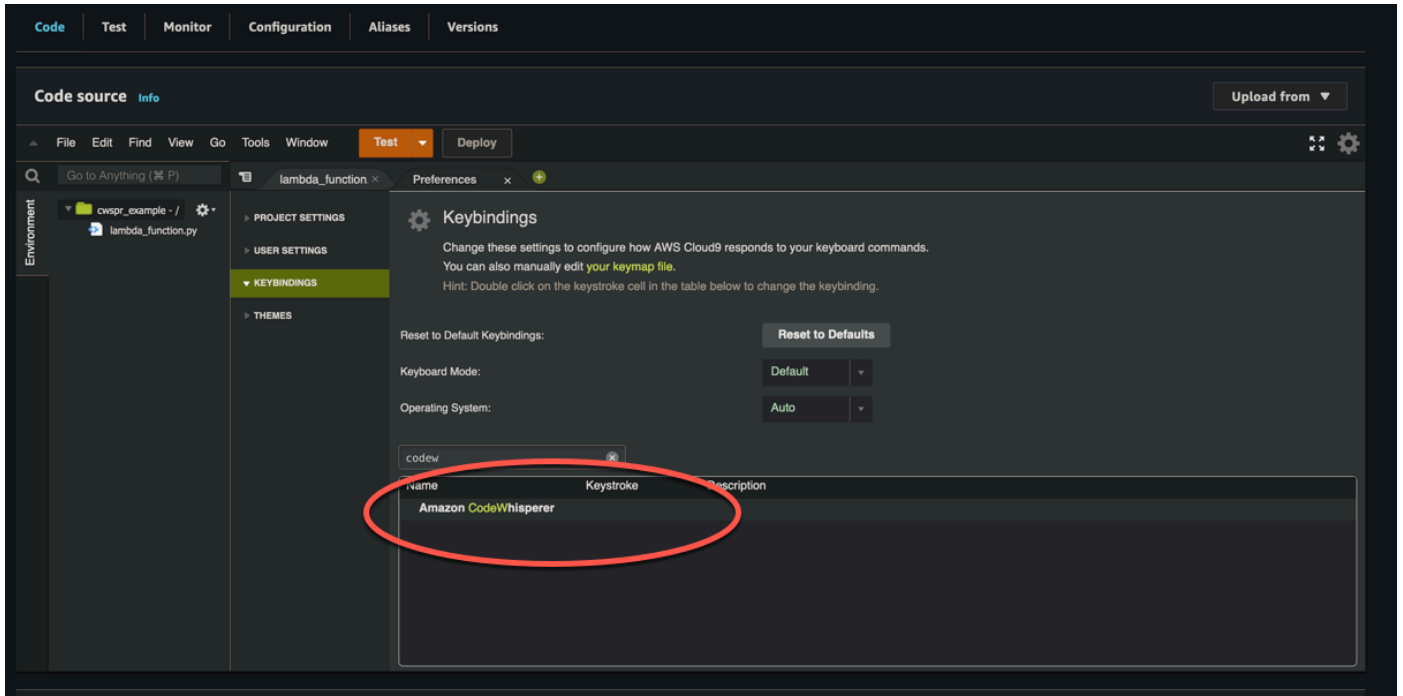 Code Test Monitor Configuration Aliases Versions
Code source Info
Upload from
File Edit Find View Go Tools Window Test Deploy
Go to Anything (⌘ P)
lambda_function
Preferences
Environment
cwspr_example - /
lambda_function.py
PROJECT SETTINGS
USER SETTINGS
KEYBINDINGS
THEMES
Keybindings
Change these settings to configure how AWS Cloud9 responds to your keyboard commands.
You can also manually edit your keymap file.
Hint: Double click on the keystroke cell in the table below to change the keybinding.
Reset to Default Keybindings: Reset to Defaults
Keyboard Mode: Default
Operating System: Auto
codew
Name Keystroke Description
Amazon CodeWhisperer